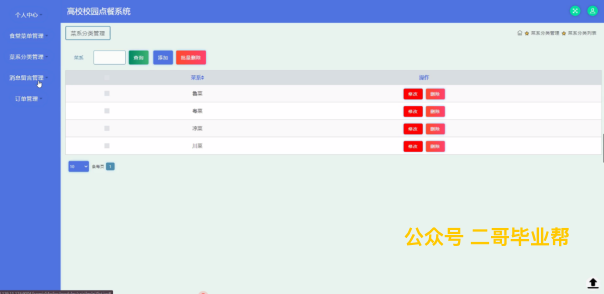 高校校园点餐系统
个人中心
食堂菜单管理
菜系分类管理
消息留言管理
订单管理
菜系分类管理
菜系分类管理 菜系分类列表
菜系
查询
添加
批量删除
菜系
操作
鲁菜
修改 删除
粤菜
修改 删除
凉菜
修改 删除
川菜
修改 删除
10
条每页
1
公众号 二哥毕业帮